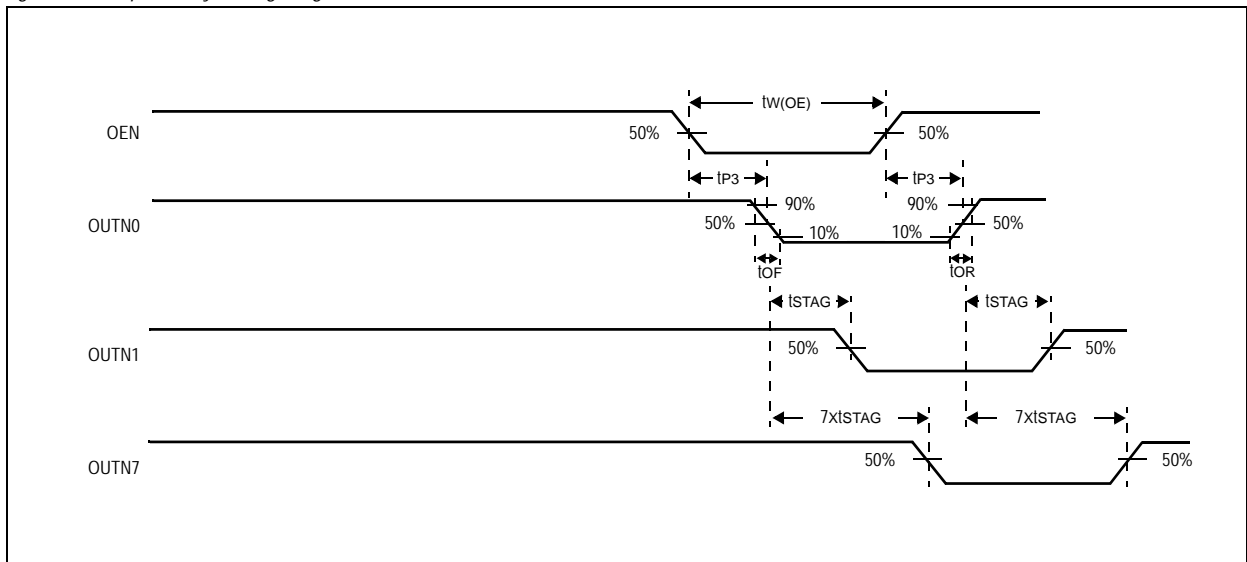 tW(OE)
OEN
50%
50%
tP3
tP3
90%
90%
OUTN0
50%
50%
10%
10%
tOF
tOR
tSTAG
tSTAG
OUTN1
50%
50%
7XtSTAG
7XtSTAG
OUTN7
50%
50%